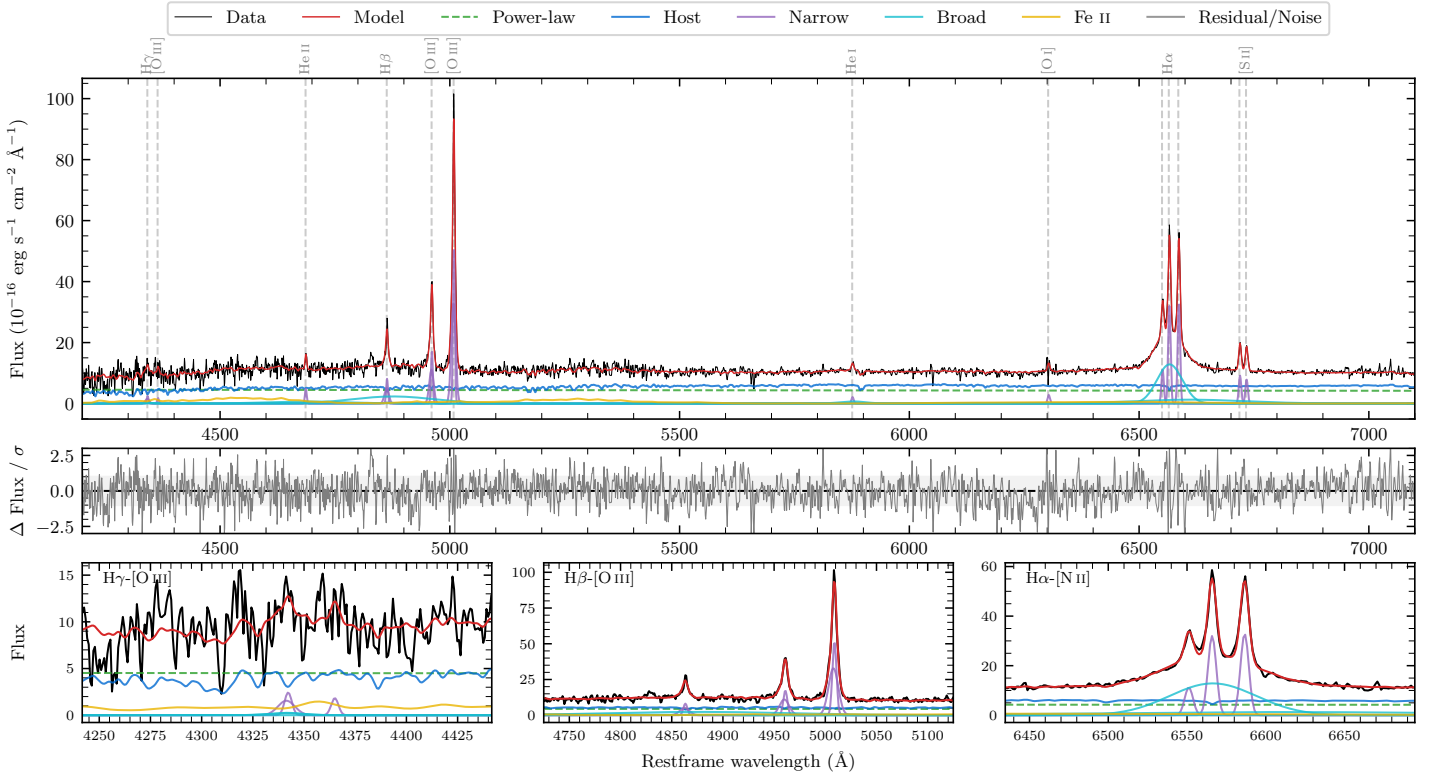 Data Model Power-law Host Narrow Broad Fe II Residual/Noise
Hγ [O III] He II Hβ [O III] [O III] He I [O I] Hα [S II]
Flux (10⁻¹⁶ erg s⁻¹ cm⁻² Å⁻¹)
100
80
60
40
20
0
4500 5000 5500 6000 6500 7000
Δ Flux / σ
2.5
0.0
−2.5
4500 5000 5500 6000 6500 7000
Flux
Hγ-[O III]
15
10
5
0
4250 4275 4300 4325 4350 4375 4400 4425
Hβ-[O III]
100
75
50
25
0
4750 4800 4850 4900 4950 5000 5050 5100
Hα-[N II]
60
40
20
0
6450 6500 6550 6600 6650
Restframe wavelength (Å)